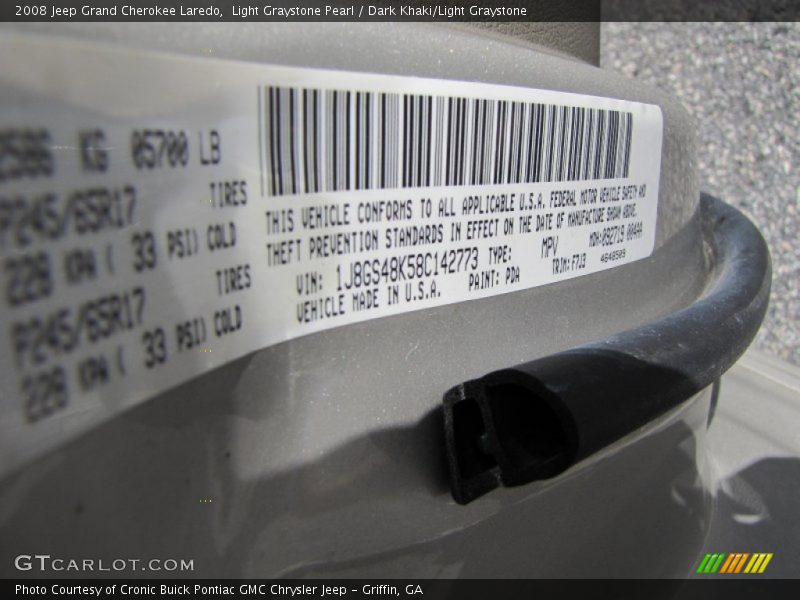 2008 Jeep Grand Cherokee Laredo,  Light Graystone Pearl / Dark Khaki/Light Graystone
KG 05700 LB
P245/65R17 TIRES
228 KPA ( 33 PSI) COLD
P245/65R17 TIRES
228 KPA ( 33 PSI) COLD
THIS VEHICLE CONFORMS TO ALL APPLICABLE U.S.A. FEDERAL MOTOR VEHICLE SAFETY AND
THEFT PREVENTION STANDARDS IN EFFECT ON THE DATE OF MANUFACTURE SHOWN ABOVE.
VIN: 1J8GS48K58C142773 TYPE: MPV MDH:092719 00AAA
VEHICLE MADE IN U.S.A. PAINT: PDA TRIM: F7J3 4648503
GTCARLOT.COM
Photo Courtesy of Cronic Buick Pontiac GMC Chrysler Jeep - Griffin, GA